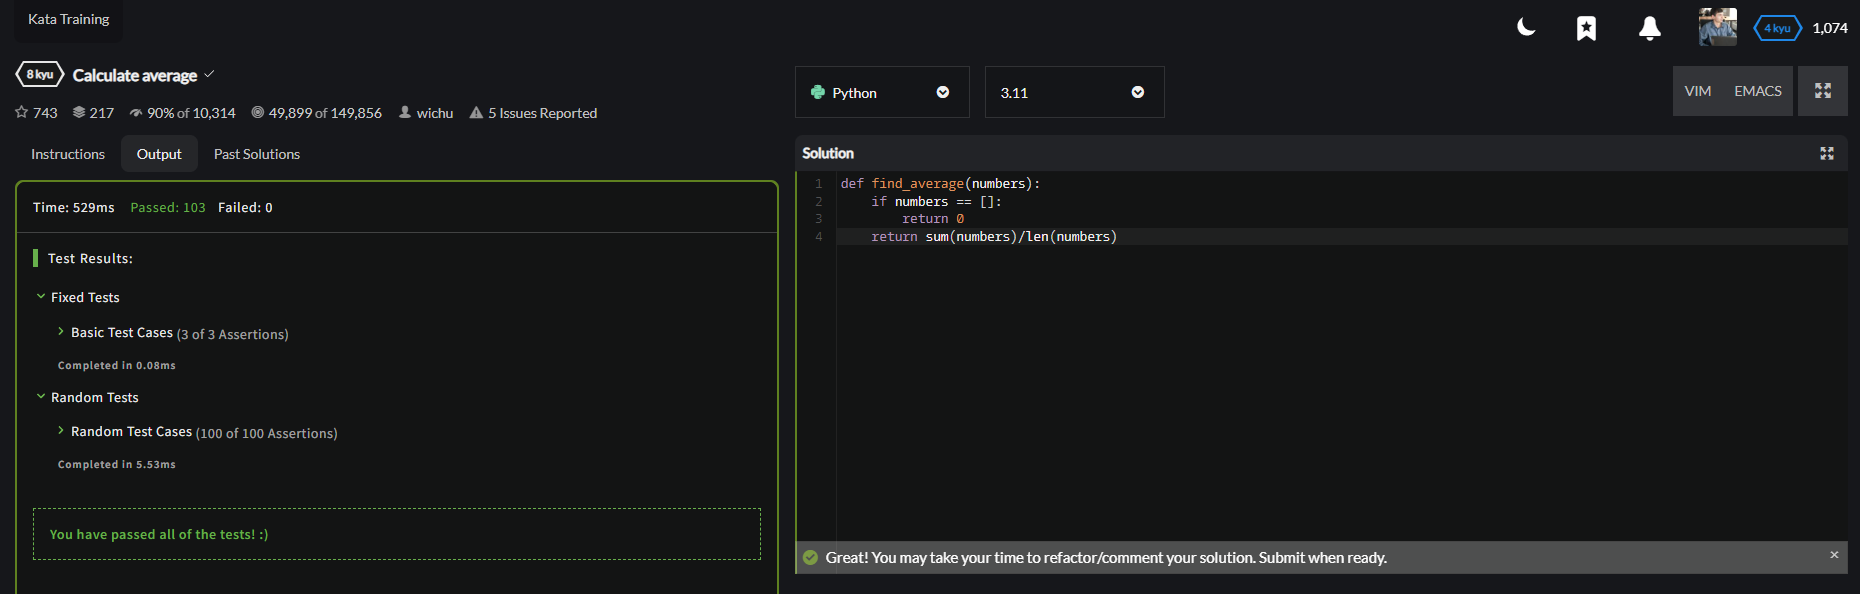 Kata Training
4 kyu 1,074
8 kyu Calculate average
743 217 90% of 10,314 49,899 of 149,856 wichu 5 Issues Reported
Python
3.11
VIM EMACS
Instructions Output Past Solutions
Time: 529ms Passed: 103 Failed: 0
Test Results:
Fixed Tests
Basic Test Cases (3 of 3 Assertions)
Completed in 0.08ms
Random Tests
Random Test Cases (100 of 100 Assertions)
Completed in 5.53ms
You have passed all of the tests! :)
Solution
1 def find_average(numbers):
2     if numbers == []:
3         return 0
4     return sum(numbers)/len(numbers)
Great! You may take your time to refactor/comment your solution. Submit when ready. ×